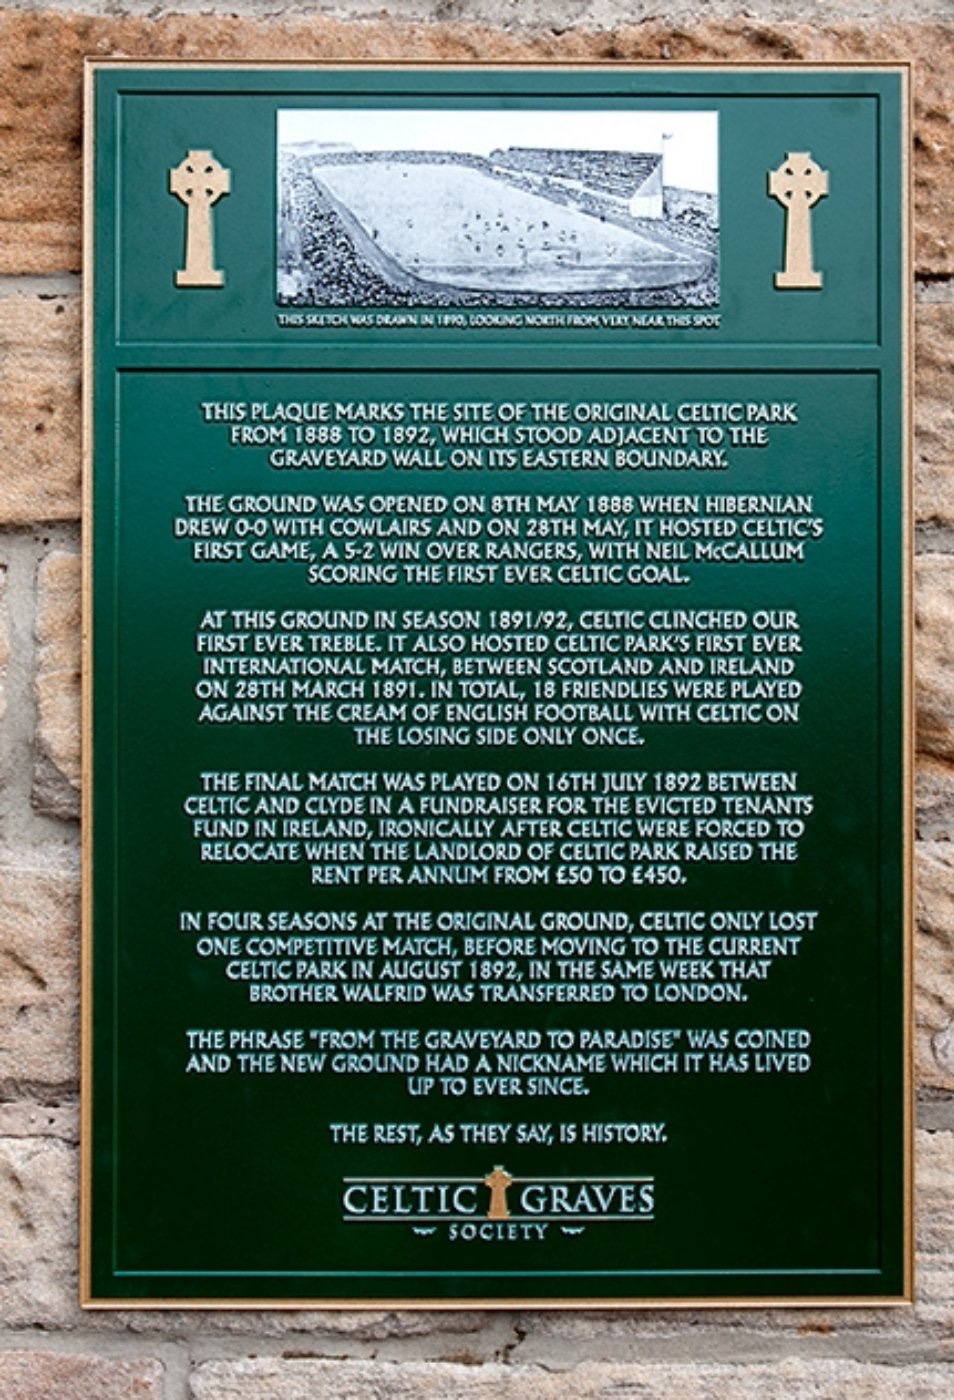 THIS SKETCH WAS DRAWN IN 1890, LOOKING NORTH FROM VERY NEAR THIS SPOT
THIS PLAQUE MARKS THE SITE OF THE ORIGINAL CELTIC PARK
FROM 1888 TO 1892, WHICH STOOD ADJACENT TO THE
GRAVEYARD WALL ON ITS EASTERN BOUNDARY.
THE GROUND WAS OPENED ON 8TH MAY 1888 WHEN HIBERNIAN
DREW 0-0 WITH COWLAIRS AND ON 28TH MAY, IT HOSTED CELTIC'S
FIRST GAME, A 5-2 WIN OVER RANGERS, WITH NEIL McCALLUM
SCORING THE FIRST EVER CELTIC GOAL.
AT THIS GROUND IN SEASON 1891/92, CELTIC CLINCHED OUR
FIRST EVER TREBLE. IT ALSO HOSTED CELTIC PARK'S FIRST EVER
INTERNATIONAL MATCH, BETWEEN SCOTLAND AND IRELAND
ON 28TH MARCH 1891. IN TOTAL, 18 FRIENDLIES WERE PLAYED
AGAINST THE CREAM OF ENGLISH FOOTBALL WITH CELTIC ON
THE LOSING SIDE ONLY ONCE.
THE FINAL MATCH WAS PLAYED ON 16TH JULY 1892 BETWEEN
CELTIC AND CLYDE IN A FUNDRAISER FOR THE EVICTED TENANTS
FUND IN IRELAND, IRONICALLY AFTER CELTIC WERE FORCED TO
RELOCATE WHEN THE LANDLORD OF CELTIC PARK RAISED THE
RENT PER ANNUM FROM £50 TO £450.
IN FOUR SEASONS AT THE ORIGINAL GROUND, CELTIC ONLY LOST
ONE COMPETITIVE MATCH, BEFORE MOVING TO THE CURRENT
CELTIC PARK IN AUGUST 1892, IN THE SAME WEEK THAT
BROTHER WALFRID WAS TRANSFERRED TO LONDON.
THE PHRASE "FROM THE GRAVEYARD TO PARADISE" WAS COINED
AND THE NEW GROUND HAD A NICKNAME WHICH IT HAS LIVED
UP TO EVER SINCE.
THE REST, AS THEY SAY, IS HISTORY.
CELTIC GRAVES
SOCIETY